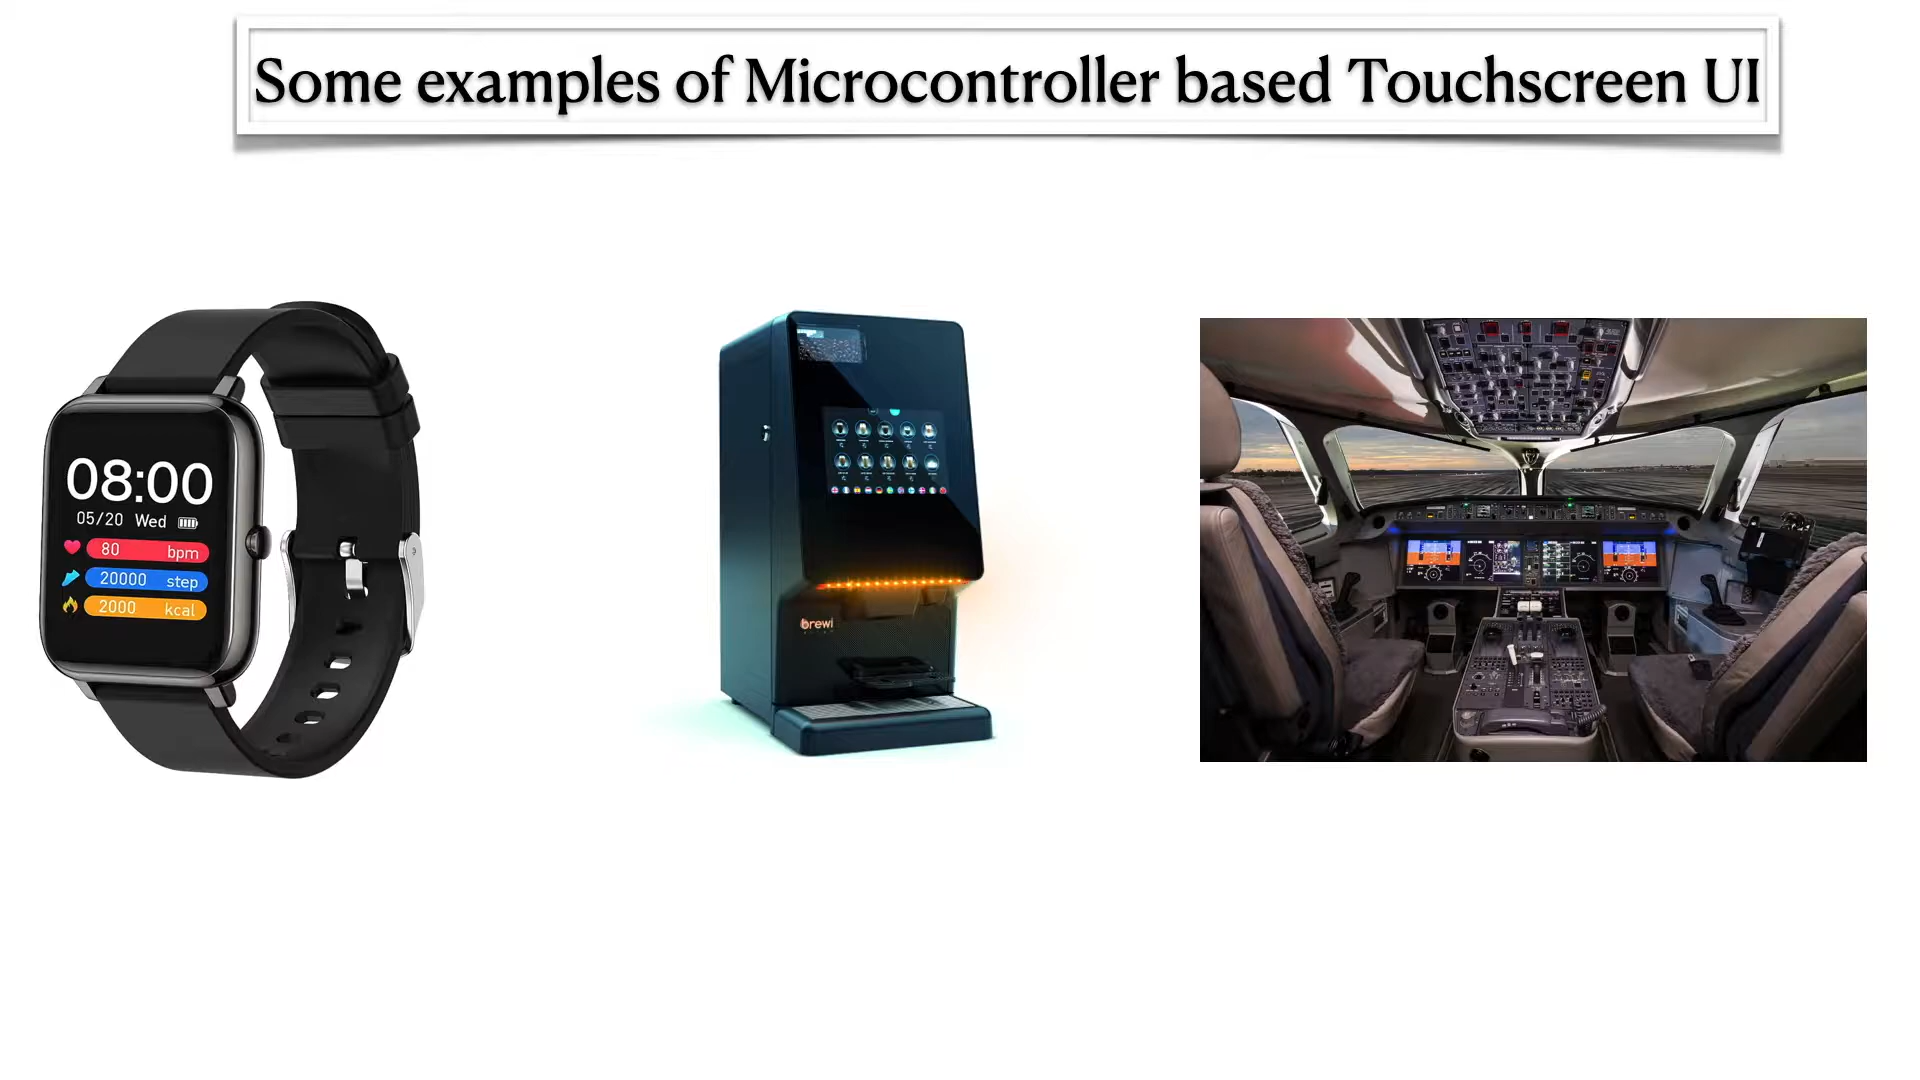 Some examples of Microcontroller based Touchscreen UI
08:00
05/20 Wed
80 bpm
20000 step
2000 kcal
brewi